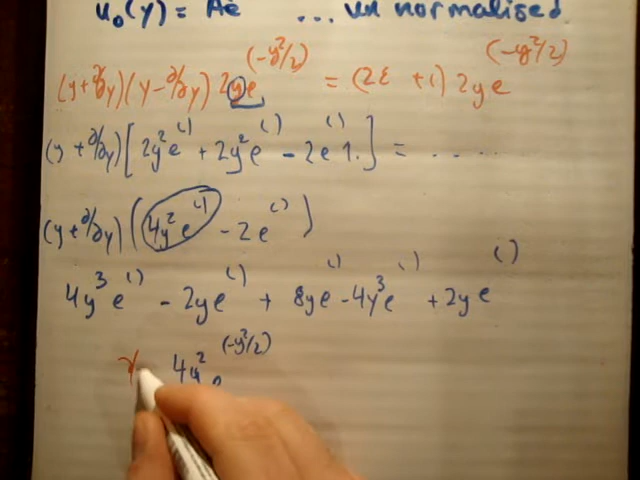 u₀(y) = Ae ... un normalised
(y+∂/∂y)(y-∂/∂y) 2ye^(-y²/2) = (2ε +1) 2ye^(-y²/2)
(y+∂/∂y)[2y²e^() + 2y²e^() - 2e^() 1.] = .....
(y+∂/∂y)(4y²e^() - 2e^())
4y³e^() - 2ye^() + 8ye^() - 4y³e^() + 2ye^()
4y²e^(-y²/2)